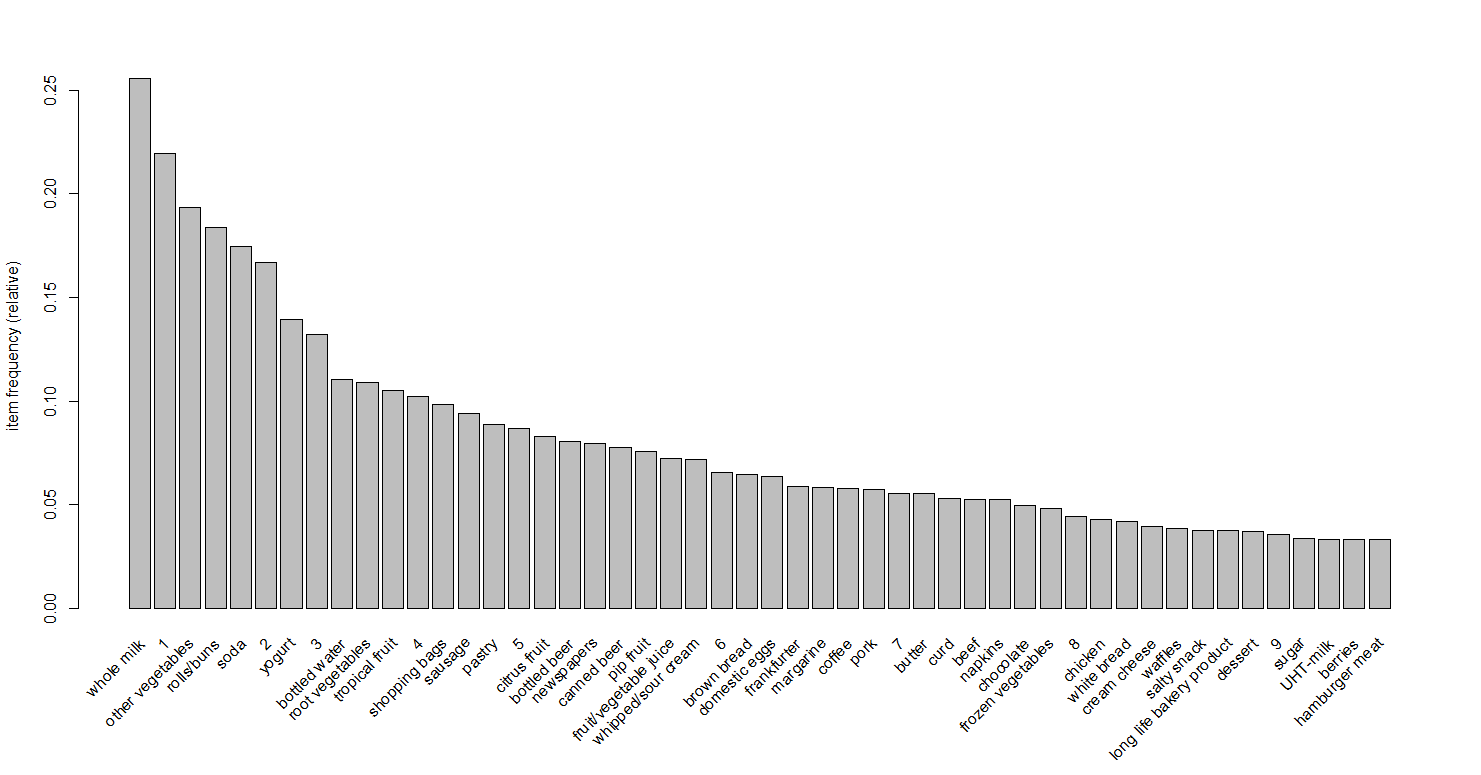 item frequency (relative)
0.25
0.20
0.15
0.10
0.05
0.00
whole milk
1
other vegetables
rolls/buns
soda
2
yogurt
3
bottled water
root vegetables
tropical fruit
4
shopping bags
sausage
pastry
5
citrus fruit
bottled beer
newspapers
canned beer
pip fruit
fruit/vegetable juice
whipped/sour cream
6
brown bread
domestic eggs
frankfurter
margarine
coffee
pork
7
butter
curd
beef
napkins
chocolate
frozen vegetables
8
chicken
white bread
cream cheese
waffles
salty snack
long life bakery product
dessert
9
sugar
UHT-milk
berries
hamburger meat